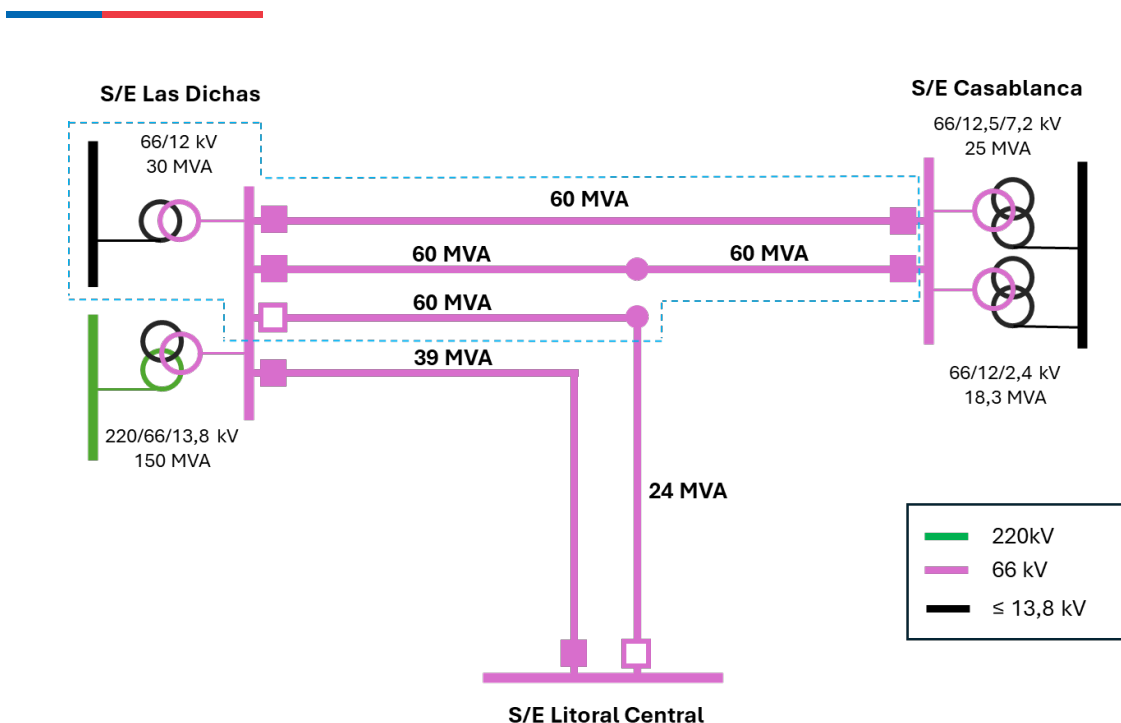 S/E Las Dichas
66/12 kV
30 MVA
S/E Casablanca
66/12,5/7,2 kV
25 MVA
60 MVA
60 MVA
60 MVA
60 MVA
39 MVA
220/66/13,8 kV
150 MVA
66/12/2,4 kV
18,3 MVA
24 MVA
220kV
66 kV
≤ 13,8 kV
S/E Litoral Central